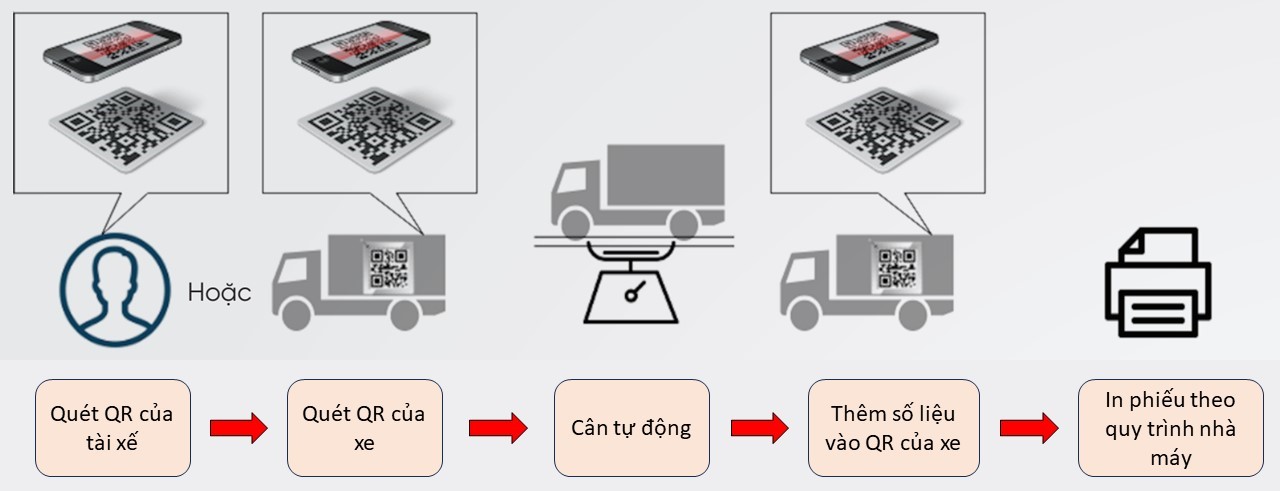 Hoặc
Quét QR của
tài xế
Quét QR của
xe
Cân tự động
Thêm số liệu
vào QR của xe
In phiếu theo
quy trình nhà
máy